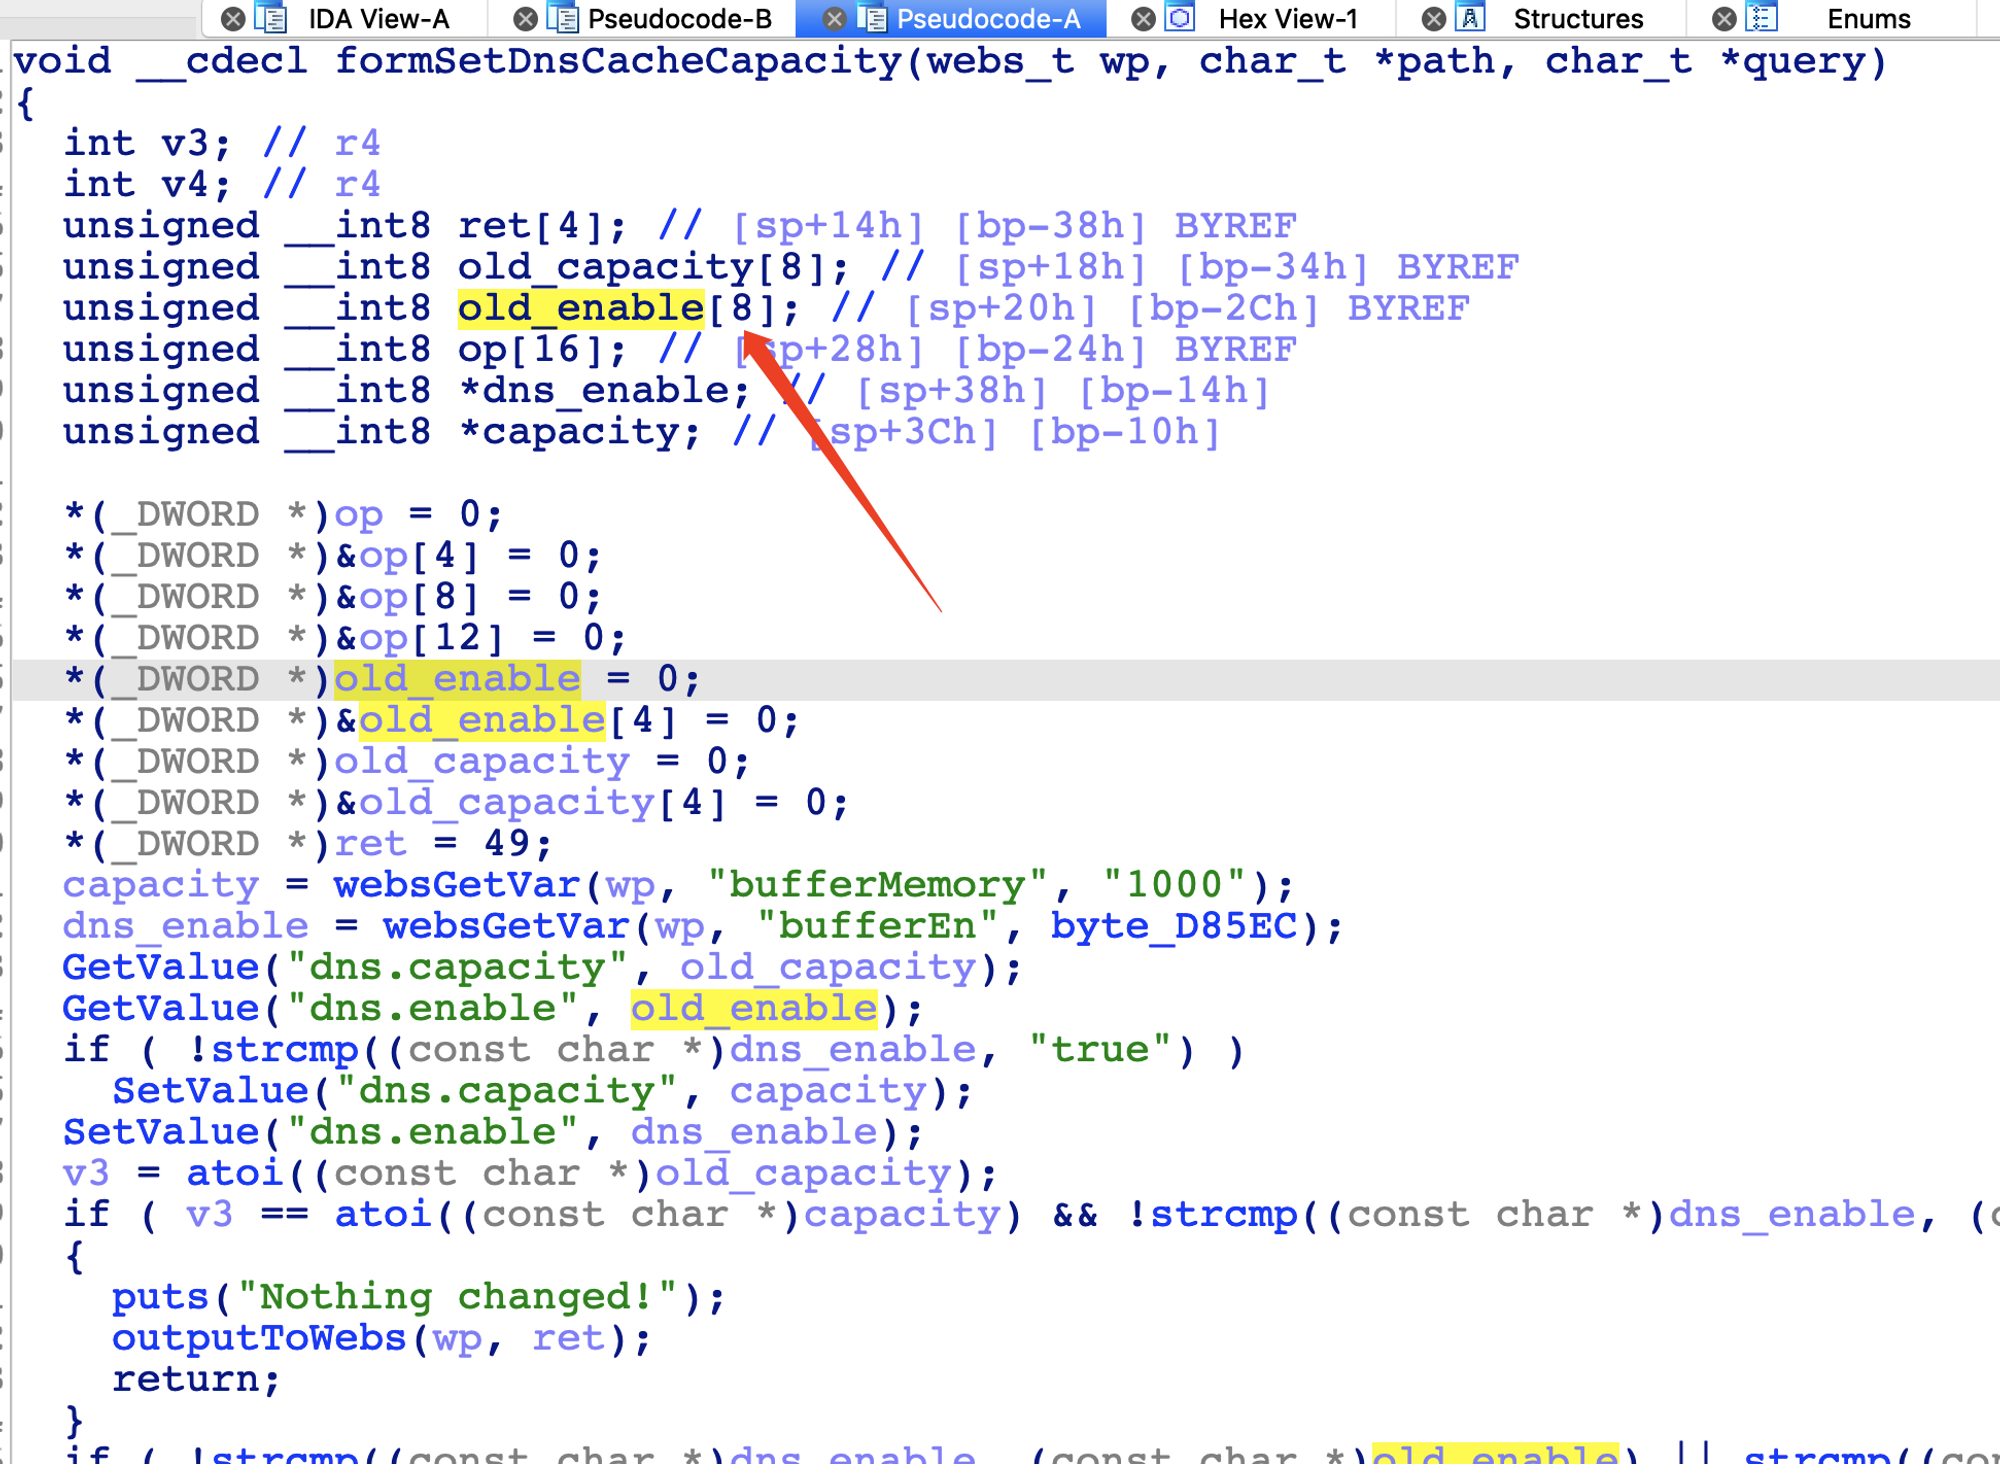 IDA View-A Pseudocode-B Pseudocode-A Hex View-1 Structures Enums
void __cdecl formSetDnsCacheCapacity(webs_t wp, char_t *path, char_t *query)
{
  int v3; // r4
  int v4; // r4
  unsigned __int8 ret[4]; // [sp+14h] [bp-38h] BYREF
  unsigned __int8 old_capacity[8]; // [sp+18h] [bp-34h] BYREF
  unsigned __int8 old_enable[8]; // [sp+20h] [bp-2Ch] BYREF
  unsigned __int8 op[16]; // [sp+28h] [bp-24h] BYREF
  unsigned __int8 *dns_enable; // [sp+38h] [bp-14h]
  unsigned __int8 *capacity; // [sp+3Ch] [bp-10h]
  *(_DWORD *)op = 0;
  *(_DWORD *)&op[4] = 0;
  *(_DWORD *)&op[8] = 0;
  *(_DWORD *)&op[12] = 0;
  *(_DWORD *)old_enable = 0;
  *(_DWORD *)&old_enable[4] = 0;
  *(_DWORD *)old_capacity = 0;
  *(_DWORD *)&old_capacity[4] = 0;
  *(_DWORD *)ret = 49;
  capacity = websGetVar(wp, "bufferMemory", "1000");
  dns_enable = websGetVar(wp, "bufferEn", byte_D85EC);
  GetValue("dns.capacity", old_capacity);
  GetValue("dns.enable", old_enable);
  if ( !strcmp((const char *)dns_enable, "true") )
    SetValue("dns.capacity", capacity);
  SetValue("dns.enable", dns_enable);
  v3 = atoi((const char *)old_capacity);
  if ( v3 == atoi((const char *)capacity) && !strcmp((const char *)dns_enable, (
  {
    puts("Nothing changed!");
    outputToWebs(wp, ret);
    return;
  }
  if ( !strcmp((const char *)dns_enable, (const char *)old_enable) || strcmp((con